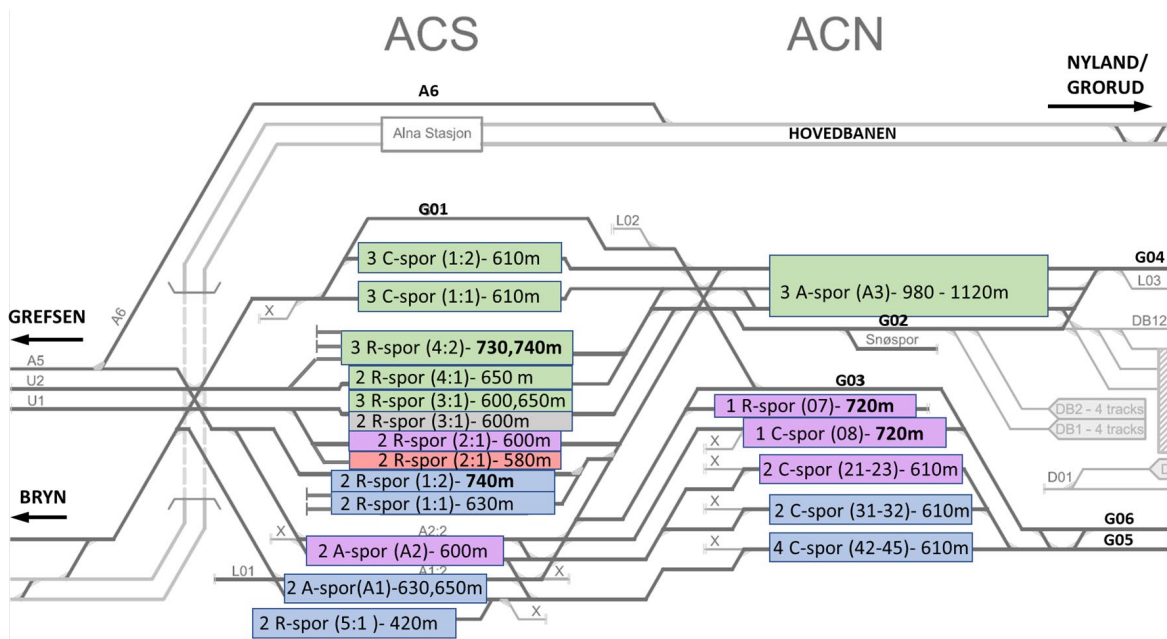 ACS
ACN
NYLAND/
GRORUD
A6
Alna Stasjon
HOVEDBANEN
G01
L02
3 C-spor (1:2)- 610m
G04
3 A-spor (A3)- 980 - 1120m
L03
3 C-spor (1:1)- 610m
X
A6
GREFSEN
G02
DB12
Snøspor
3 R-spor (4:2)- 730,740m
A5
2 R-spor (4:1)- 650 m
U2
G03
3 R-spor (3:1)- 600,650m
U1
1 R-spor (07)- 720m
DB2 - 4 tracks
2 R-spor (3:1)- 600m
1 C-spor (08)- 720m
DB1 - 4 tracks
2 R-spor (2:1)- 600m
X
2 R-spor (2:1)- 580m
X
2 C-spor (21-23)- 610m
D
D01
2 R-spor (1:2)- 740m
BRYN
2 R-spor (1:1)- 630m
X
2 C-spor (31-32)- 610m
G06
X
A2:2
2 A-spor (A2)- 600m
X
4 C-spor (42-45)- 610m
G05
L01
A1:2
X
2 A-spor(A1)-630,650m
X
2 R-spor (5:1 )- 420m